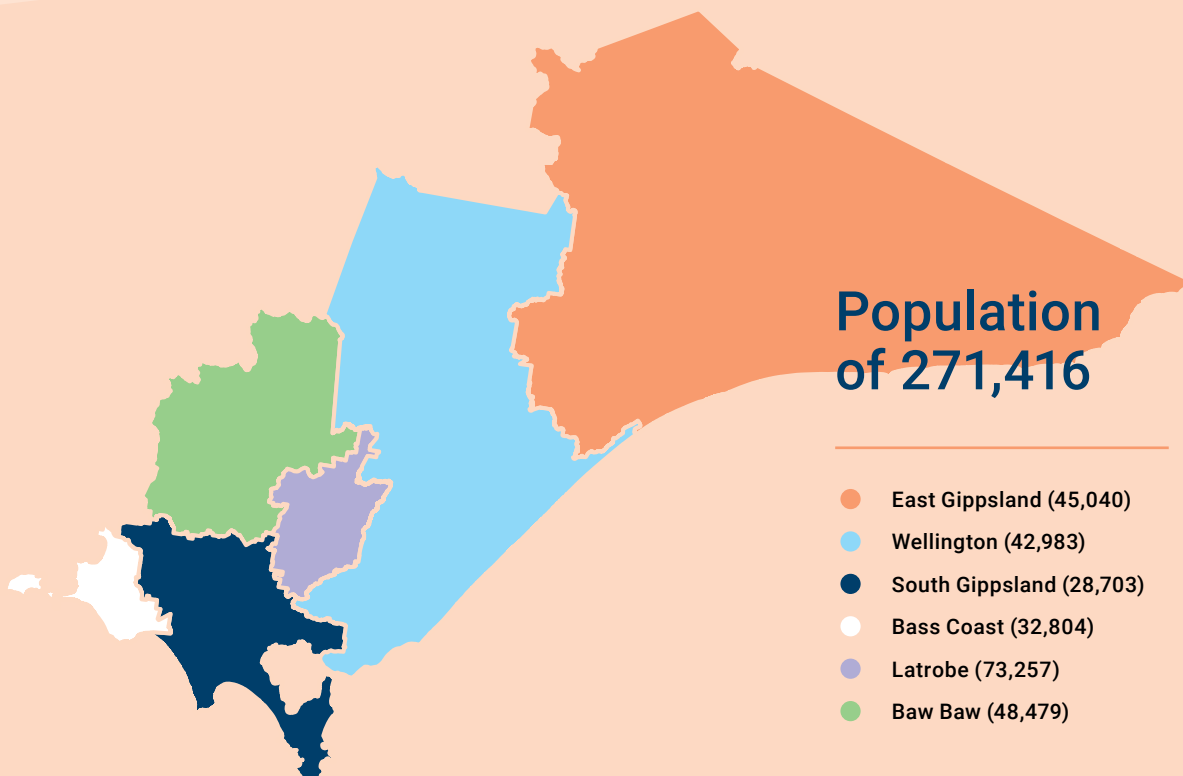 Population
of 271,416
East Gippsland (45,040)
Wellington (42,983)
South Gippsland (28,703)
Bass Coast (32,804)
Latrobe (73,257)
Baw Baw (48,479)